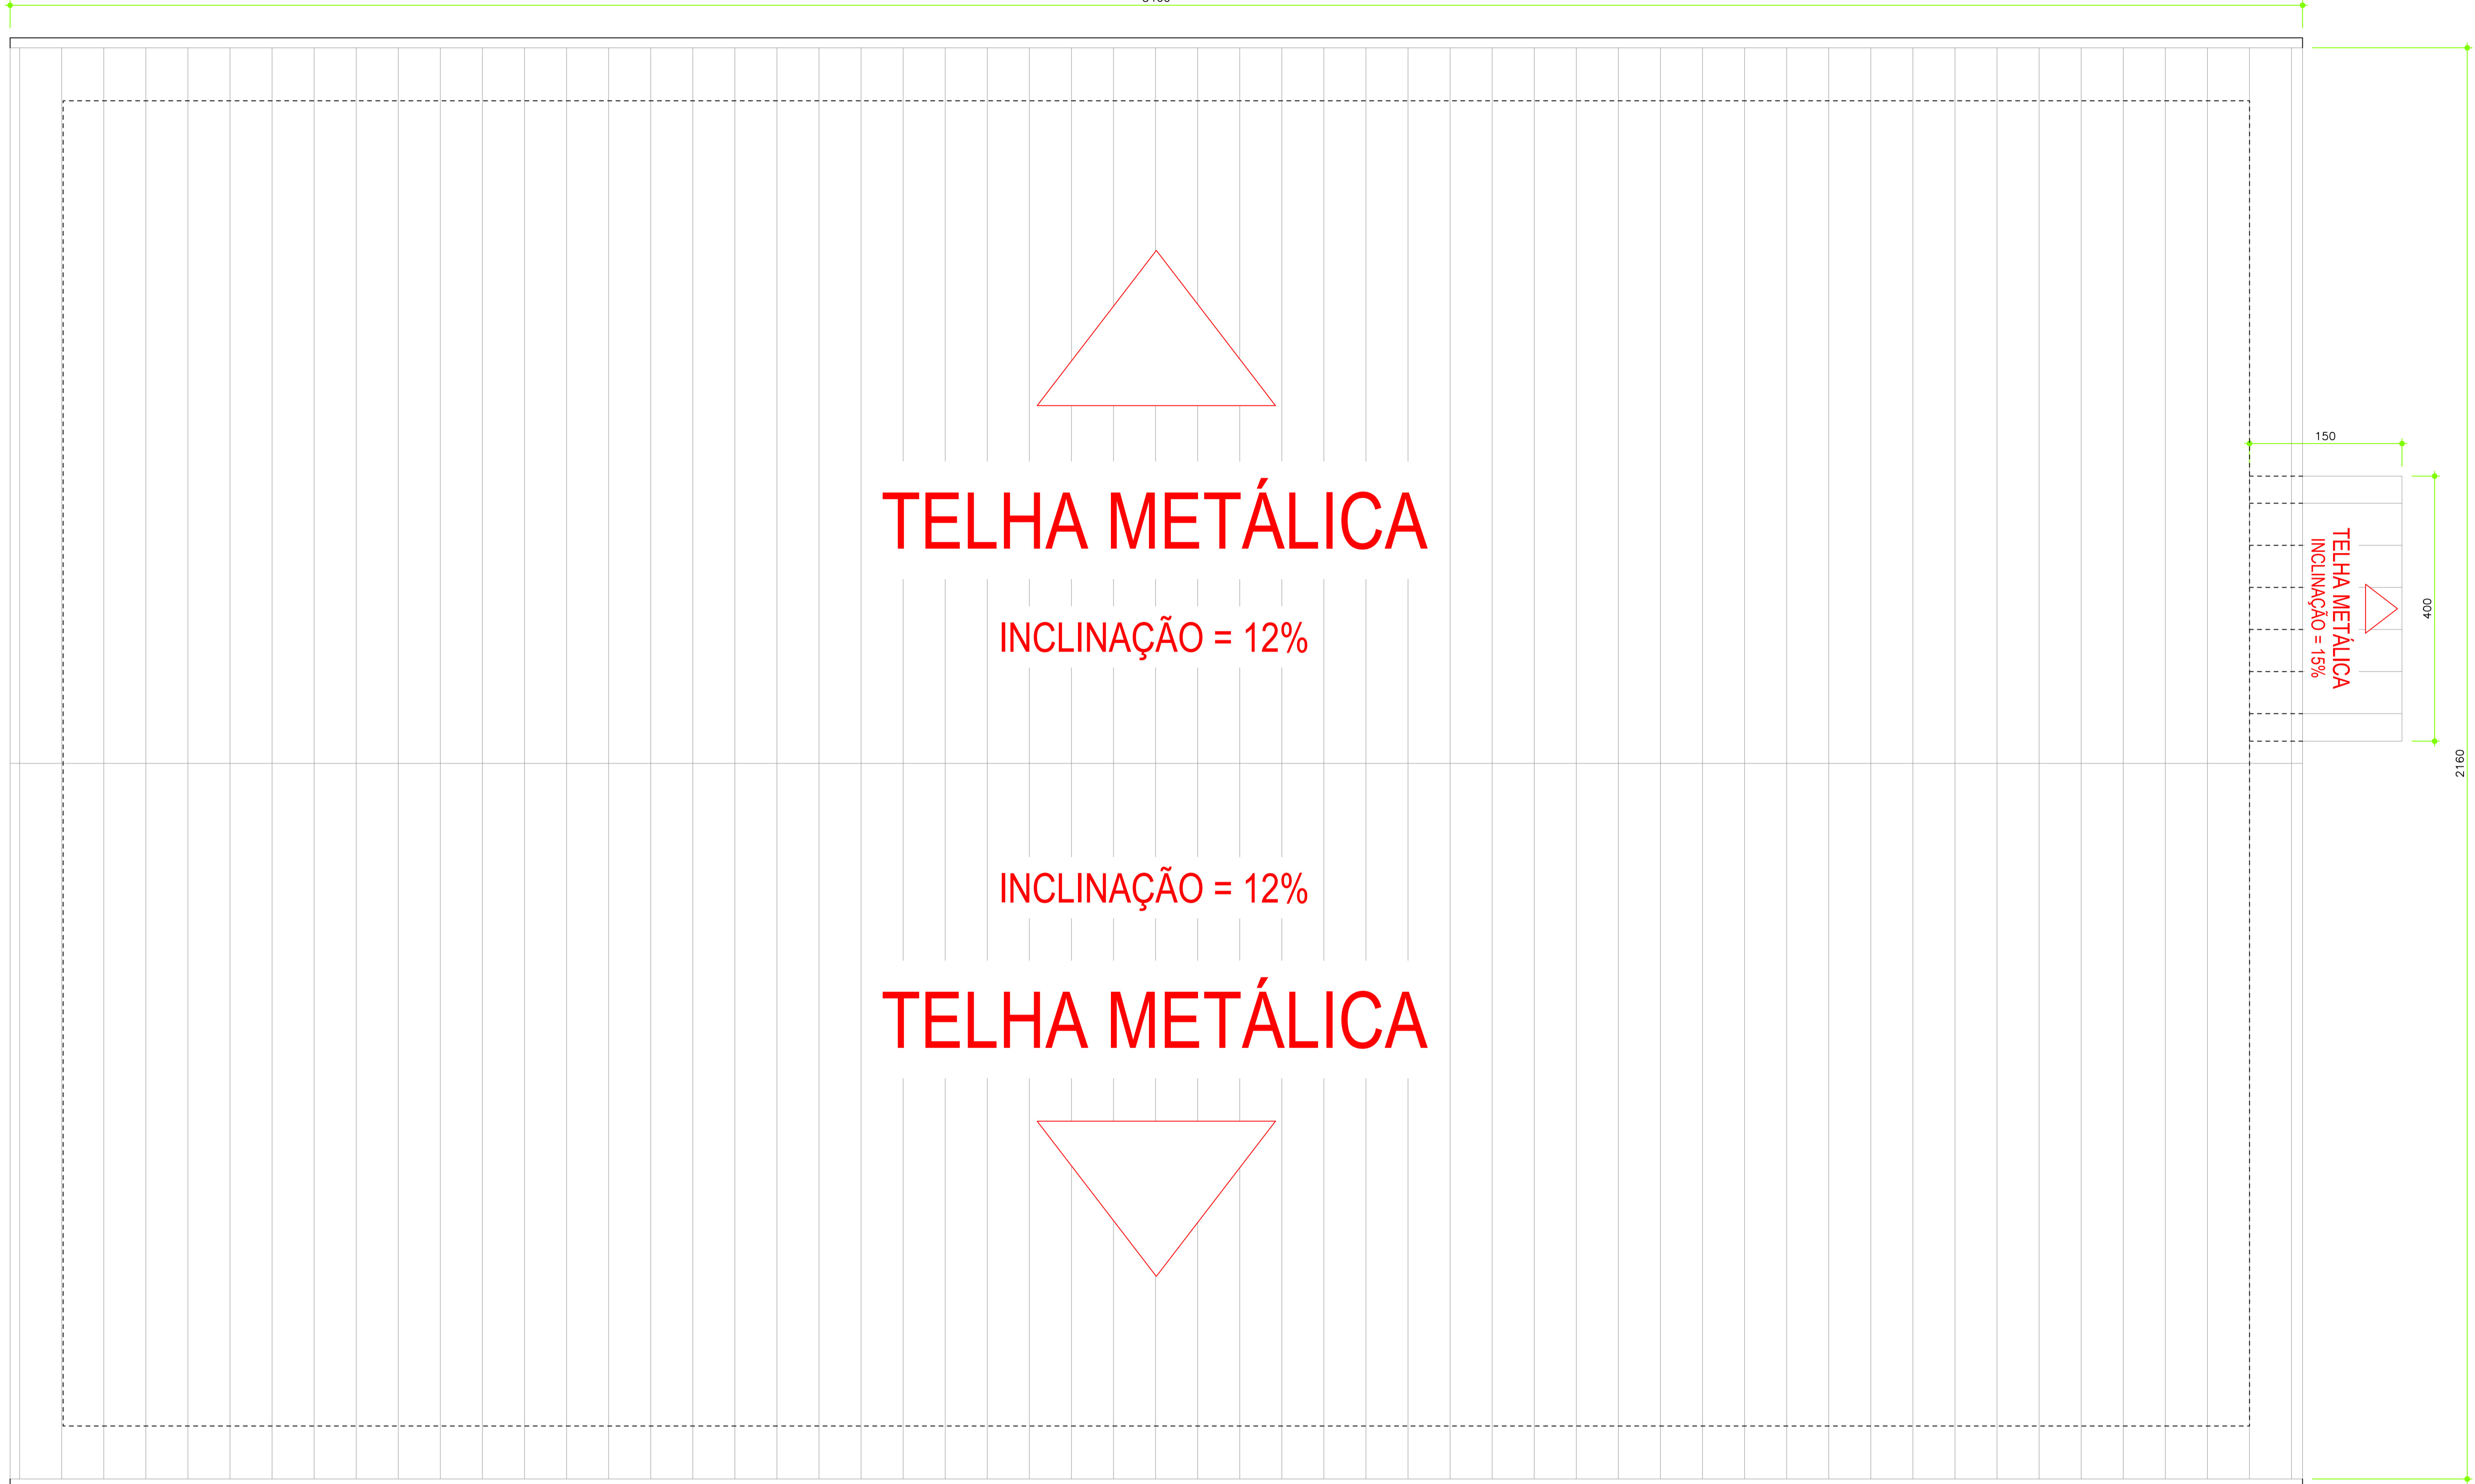 150
TELHA METÁLICA
INCLINAÇÃO = 12%
TELHA METÁLICA
INCLINAÇÃO = 15%
400
2160
INCLINAÇÃO = 12%
TELHA METÁLICA